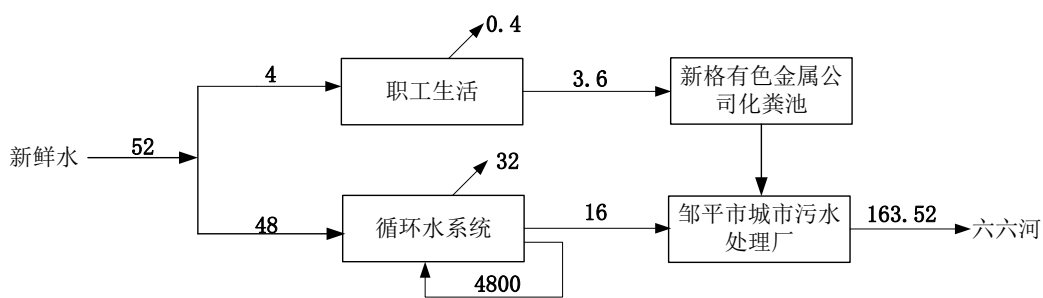 0.4
4
职工生活
3.6
新格有色金属公
司化粪池
新鲜水
52
32
48
循环水系统
16
邹平市城市污水
处理厂
163.52
六六河
4800